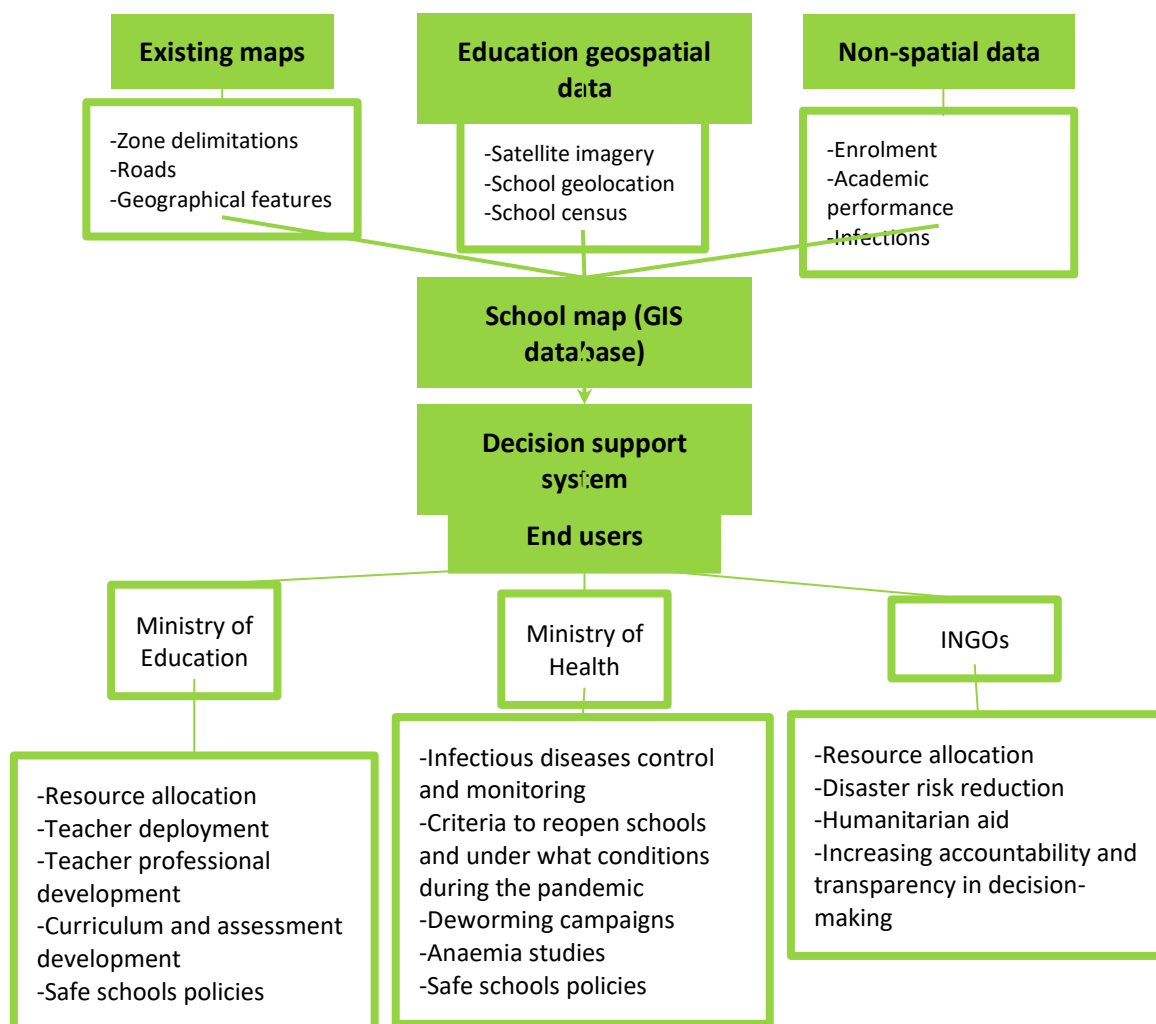 Existing maps
Education geospatial
data
Non-spatial data
-Zone delimitations
-Roads
-Geographical features
-Satellite imagery
-School geolocation
-School census
-Enrolment
-Academic
performance
-Infections
School map (GIS
database)
Decision support
system
End users
Ministry of
Education
Ministry of
Health
INGOs
-Resource allocation
-Teacher deployment
-Teacher professional
development
-Curriculum and assessment
development
-Safe schools policies
-Infectious diseases control
and monitoring
-Criteria to reopen schools
and under what conditions
during the pandemic
-Deworming campaigns
-Anaemia studies
-Safe schools policies
-Resource allocation
-Disaster risk reduction
-Humanitarian aid
-Increasing accountability and
transparency in decision-
making